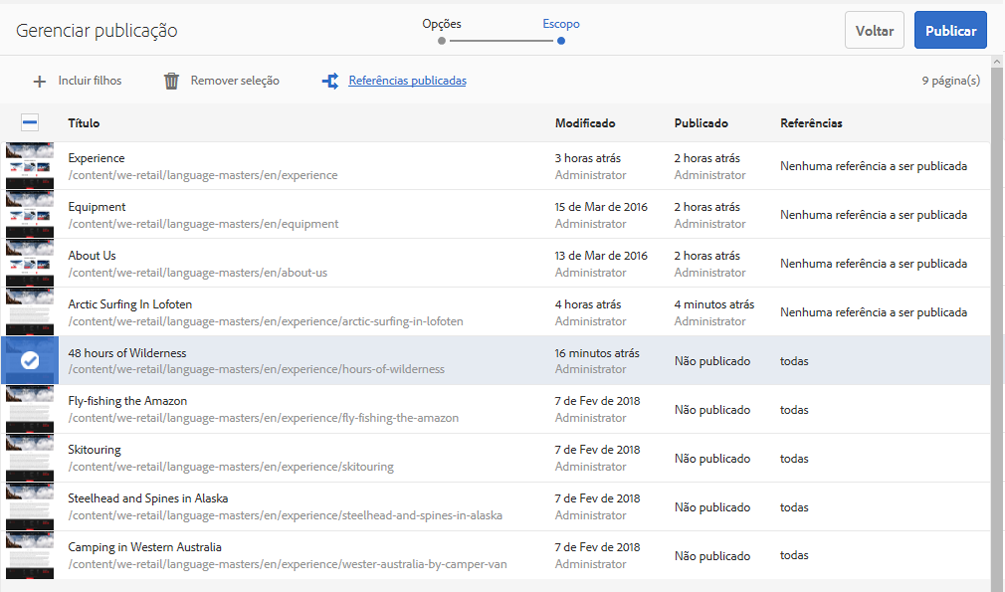 Gerenciar publicação
Opções
Escopo
Voltar
Publicar
Incluir filhos
Remover seleção
Referências publicadas
9 página(s)
Título
Modificado
Publicado
Referências
Experience
/content/we-retail/language-masters/en/experience
3 horas atrás
Administrator
2 horas atrás
Administrator
Nenhuma referência a ser publicada
Equipment
/content/we-retail/language-masters/en/equipment
15 de Mar de 2016
Administrator
2 horas atrás
Administrator
Nenhuma referência a ser publicada
About Us
/content/we-retail/language-masters/en/about-us
13 de Mar de 2016
Administrator
2 horas atrás
Administrator
Nenhuma referência a ser publicada
Arctic Surfing In Lofoten
/content/we-retail/language-masters/en/experience/arctic-surfing-in-lofoten
4 horas atrás
Administrator
4 minutos atrás
Administrator
Nenhuma referência a ser publicada
48 hours of Wilderness
/content/we-retail/language-masters/en/experience/hours-of-wilderness
16 minutos atrás
Administrator
Não publicado
todas
Fly-fishing the Amazon
/content/we-retail/language-masters/en/experience/fly-fishing-the-amazon
7 de Fev de 2018
Administrator
Não publicado
todas
Skitouring
/content/we-retail/language-masters/en/experience/skitouring
7 de Fev de 2018
Administrator
Não publicado
todas
Steelhead and Spines in Alaska
/content/we-retail/language-masters/en/experience/steelhead-and-spines-in-alaska
7 de Fev de 2018
Administrator
Não publicado
todas
Camping in Western Australia
/content/we-retail/language-masters/en/experience/wester-australia-by-camper-van
7 de Fev de 2018
Administrator
Não publicado
todas